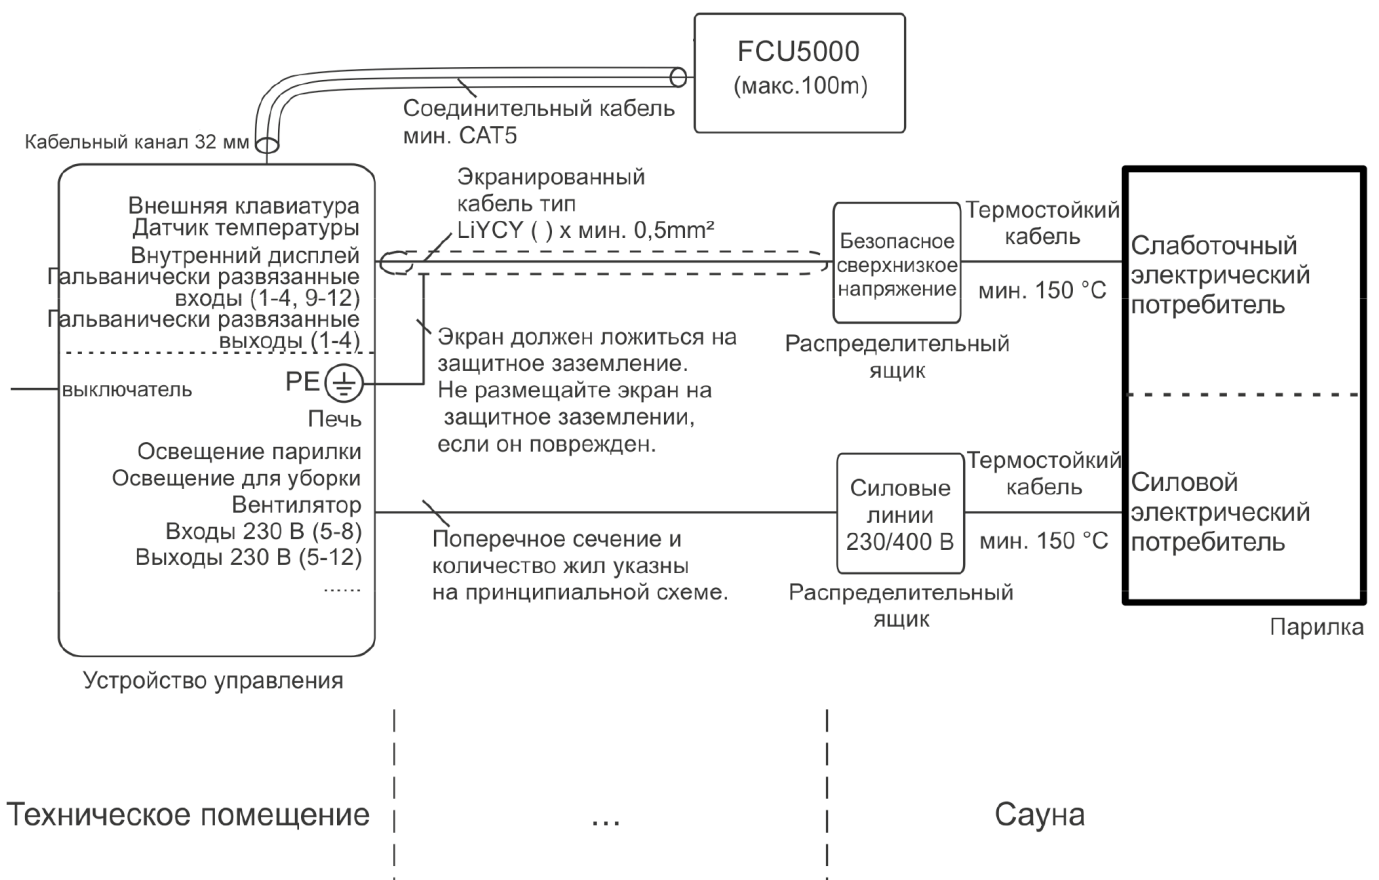 FCU5000
(макс.100m)
Соединительный кабель
мин. CAT5
Кабельный канал 32 мм
Экранированный
кабель тип
LiYCY ( ) x мин. 0,5mm²
Внешняя клавиатура
Датчик температуры
Внутренний дисплей
Гальванически развязанные
входы (1-4, 9-12)
Гальванически развязанные
выходы (1-4)
выключатель
PE
Печь
Освещение парилки
Освещение для уборки
Вентилятор
Входы 230 В (5-8)
Выходы 230 В (5-12)
......
Устройство управления
Экран должен ложиться на
защитное заземление.
Не размещайте экран на
защитное заземлении,
если он поврежден.
Поперечное сечение и
количество жил указны
на принципиальной схеме.
Безопасное
сверхнизкое
напряжение
Распределительный
ящик
Термостойкий
кабель
мин. 150 °C
Слаботочный
электрический
потребитель
Силовые
линии
230/400 В
Распределительный
ящик
Термостойкий
кабель
мин. 150 °C
Силовой
электрический
потребитель
Парилка
Техническое помещение
...
Сауна